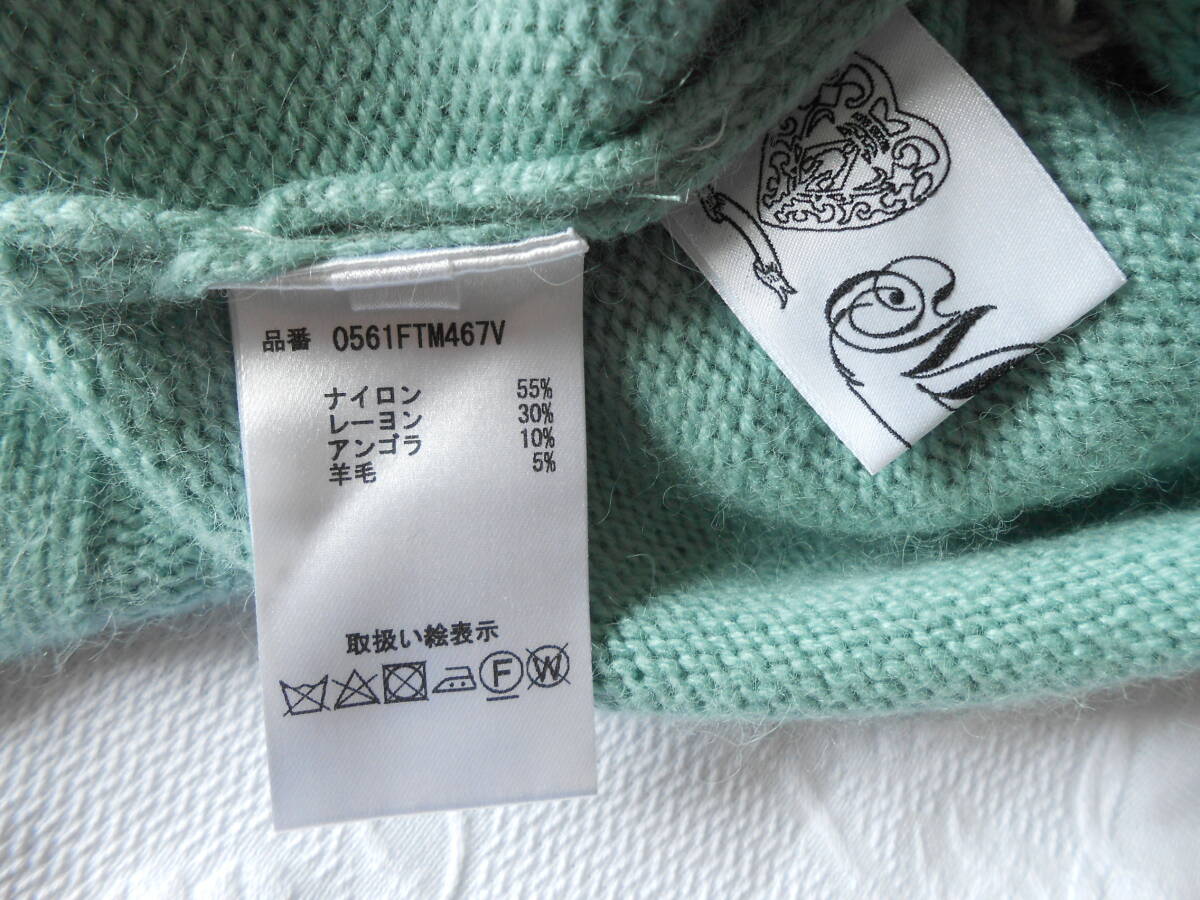 品番 0561FTM467V
ナイロン 55%
レーヨン 30%
アンゴラ 10%
羊毛 5%
取扱い絵表示
F W